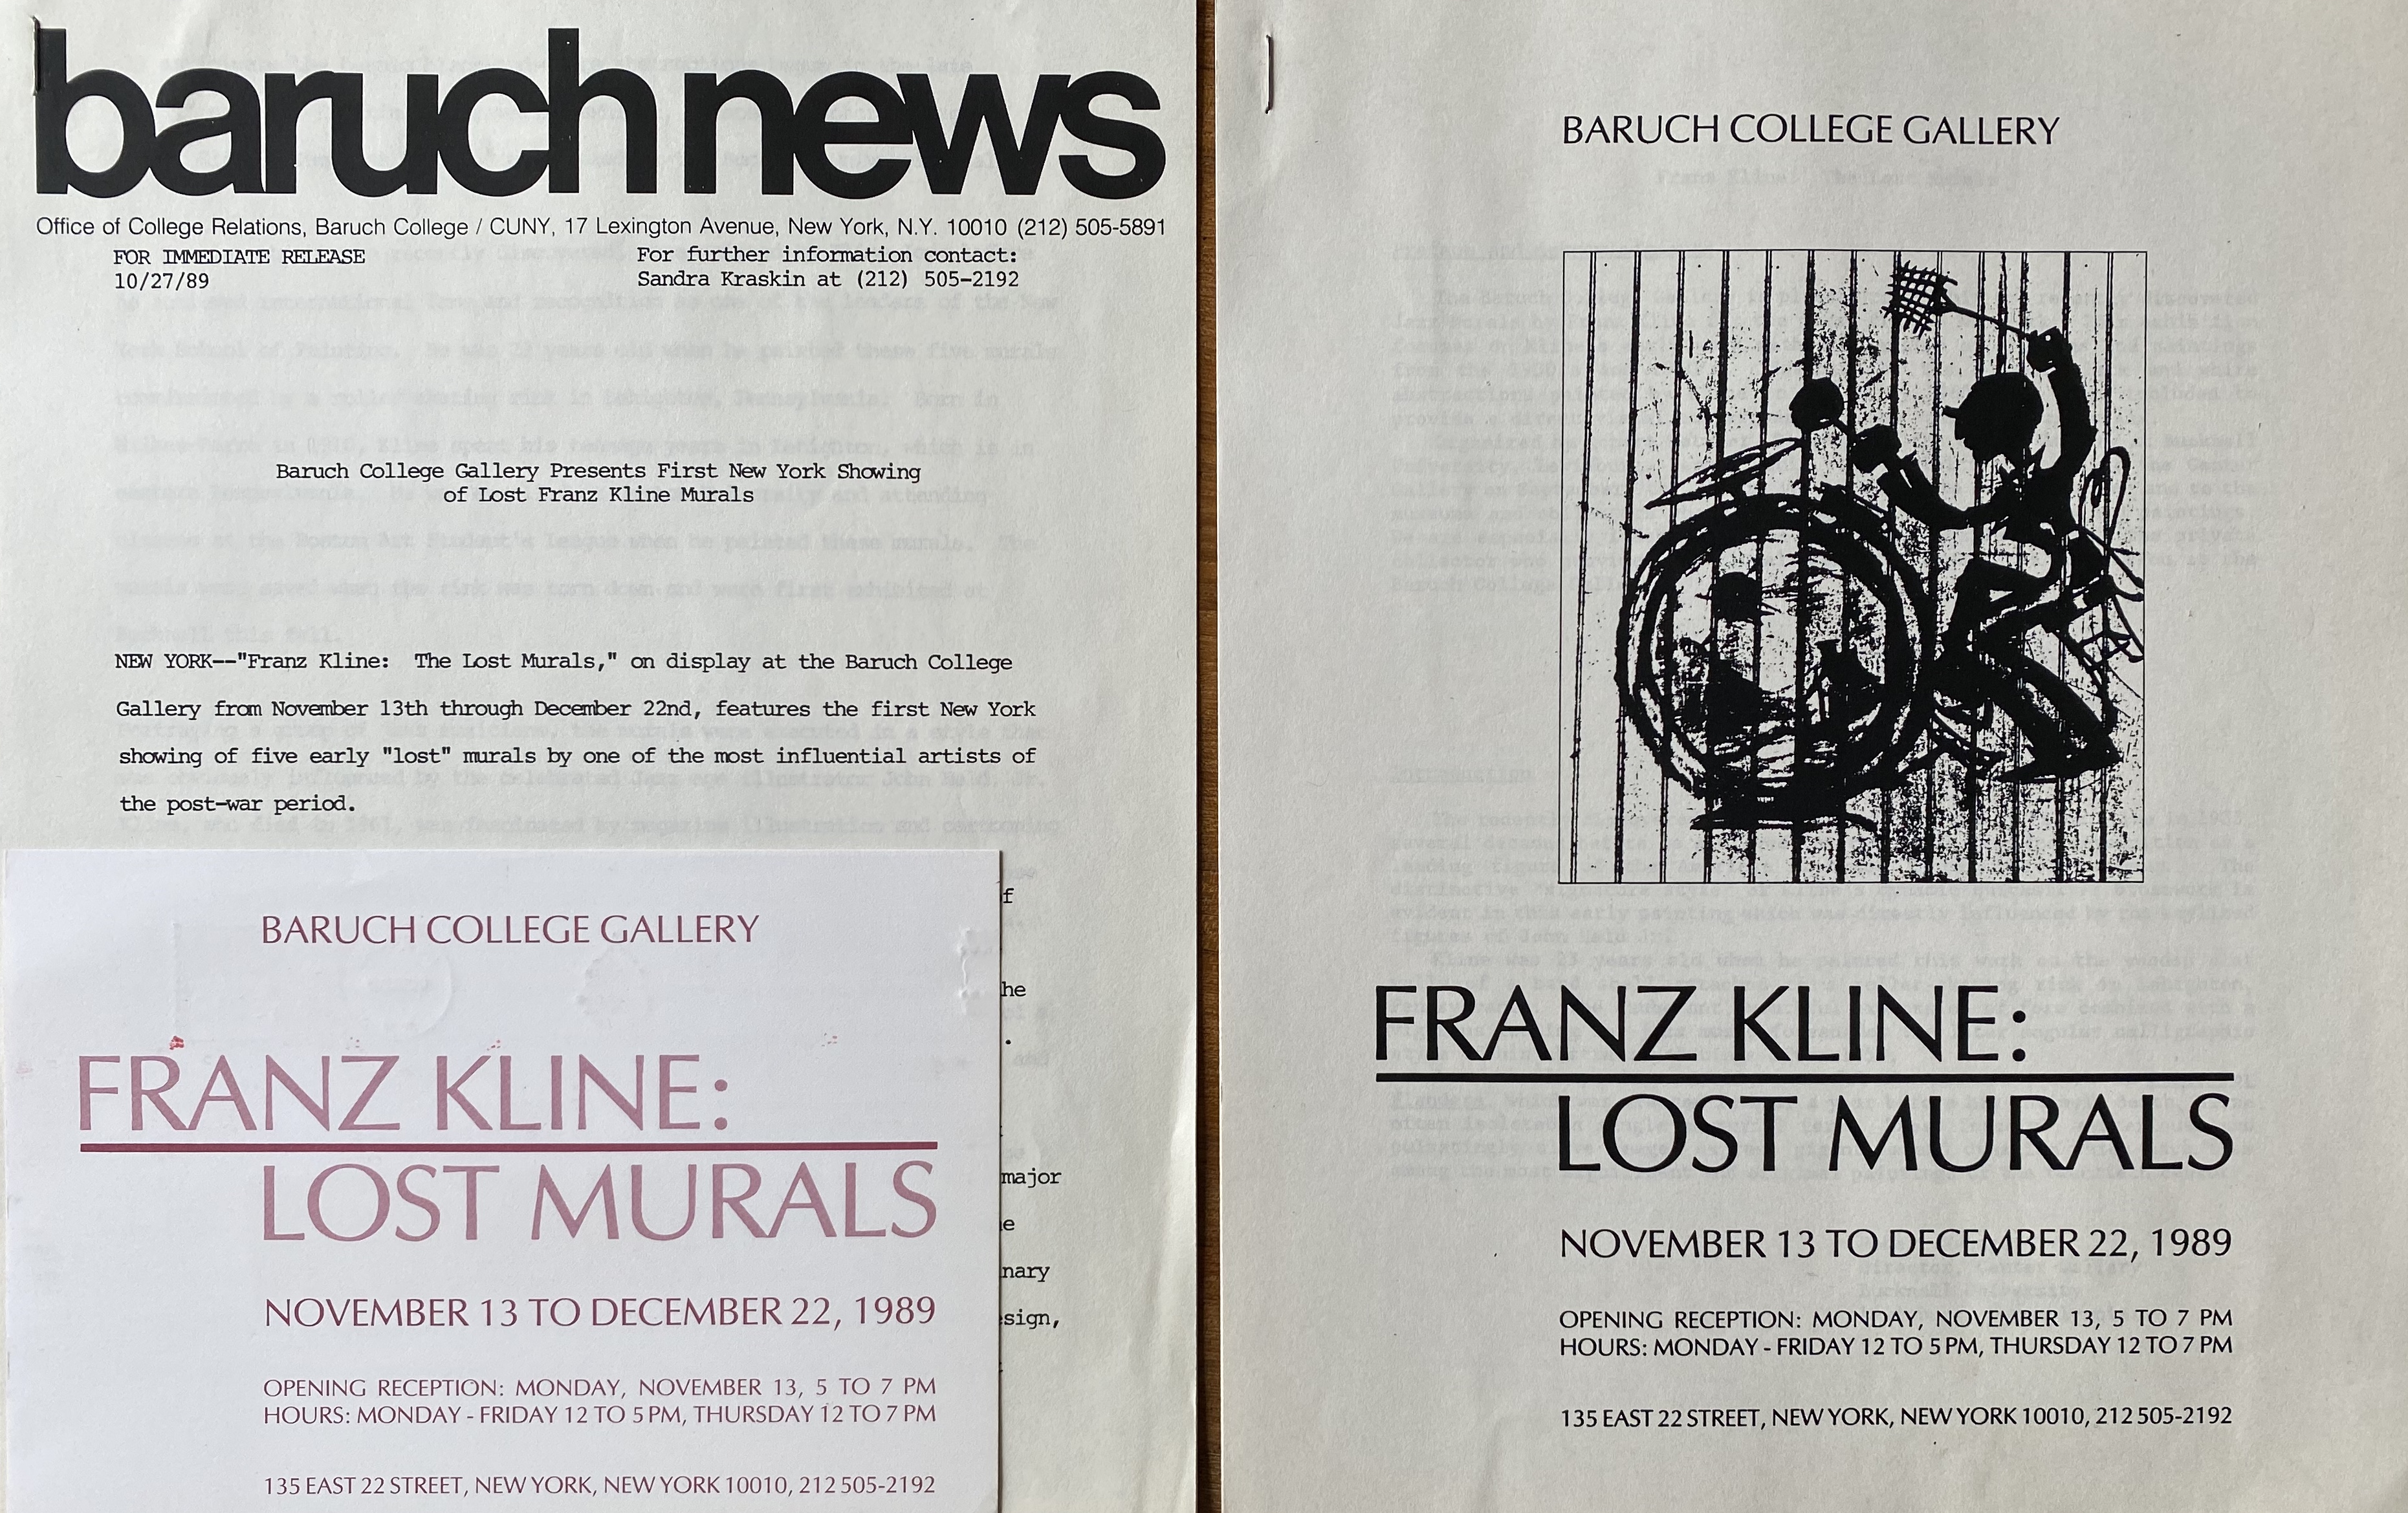 baruch news
Office of College Relations, Baruch College / CUNY, 17 Lexington Avenue, New York, N.Y. 10010 (212) 505-5891
FOR IMMEDIATE RELEASE
10/27/89
For further information contact:
Sandra Kraskin at (212) 505-2192
Baruch College Gallery Presents First New York Showing
of Lost Franz Kline Murals
NEW YORK--"Franz Kline: The Lost Murals," on display at the Baruch College
Gallery from November 13th through December 22nd, features the first New York
showing of five early "lost" murals by one of the most influential artists of
the post-war period.
major
BARUCH COLLEGE GALLERY
FRANZ KLINE:
LOST MURALS
NOVEMBER 13 TO DECEMBER 22, 1989
OPENING RECEPTION: MONDAY, NOVEMBER 13, 5 TO 7 PM
HOURS: MONDAY - FRIDAY 12 TO 5 PM, THURSDAY 12 TO 7 PM
135 EAST 22 STREET, NEW YORK, NEW YORK 10010, 212 505-2192
BARUCH COLLEGE GALLERY
FRANZ KLINE:
LOST MURALS
NOVEMBER 13 TO DECEMBER 22, 1989
OPENING RECEPTION: MONDAY, NOVEMBER 13, 5 TO 7 PM
HOURS: MONDAY - FRIDAY 12 TO 5 PM, THURSDAY 12 TO 7 PM
135 EAST 22 STREET, NEW YORK, NEW YORK 10010, 212 505-2192